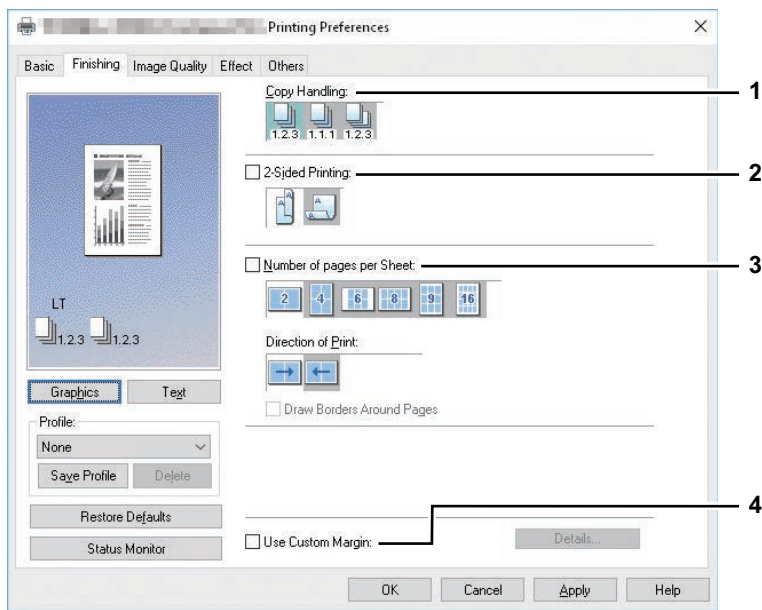 Printing Preferences
Basic Finishing Image Quality Effect Others
Copy Handling: 1
1.2.3 1.1.1 1.2.3
2-Sided Printing: 2
A A
Number of pages per Sheet: 3
2 4 6 8 9 16
LT
1.2.3 1.2.3
Direction of Print:
Graphics Text
Draw Borders Around Pages
Profile:
None
Save Profile Delete
Restore Defaults
4
Use Custom Margin: Details...
Status Monitor
OK Cancel Apply Help